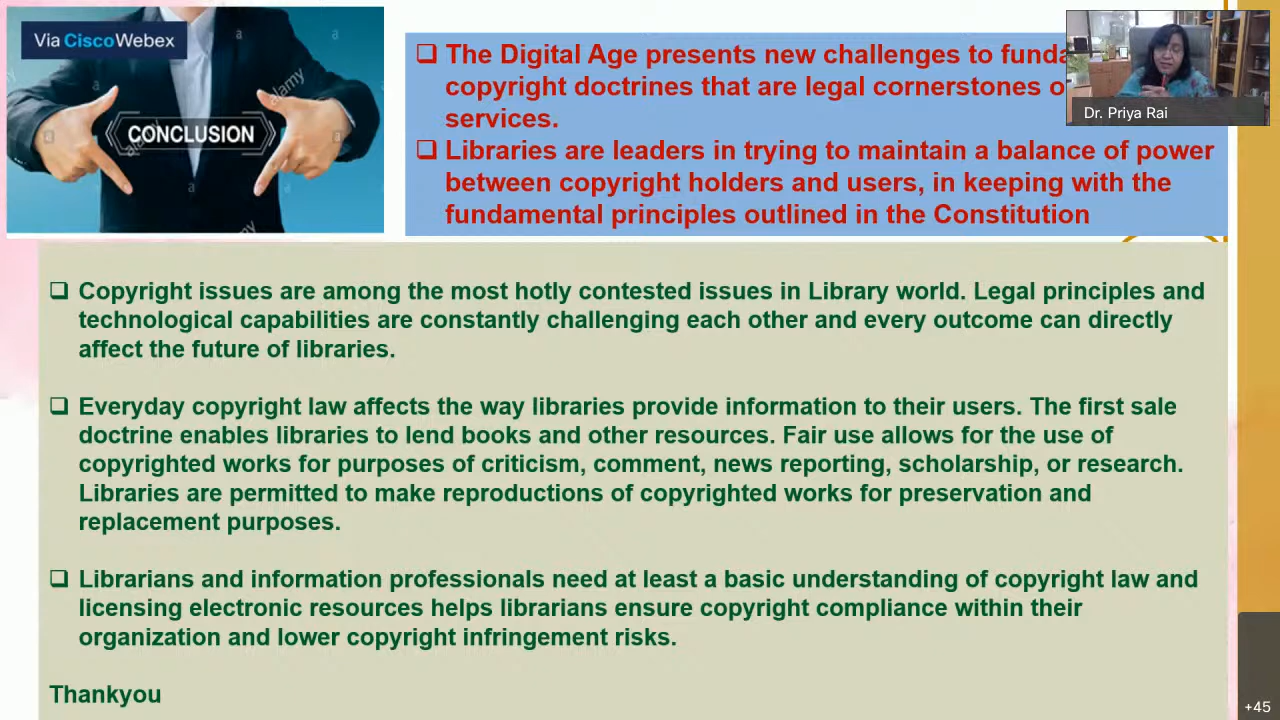 Via Cisco Webex
CONCLUSION
alamy
alamy
alamy
a
a
a
a
a
a
❑ The Digital Age presents new challenges to
copyright doctrines that are legal cornerstones
services.
❑ Libraries are leaders in trying to maintain a balance of power
between copyright holders and users, in keeping with the
fundamental principles outlined in the Constitution
Dr. Priya Rai
❑ Copyright issues are among the most hotly contested issues in Library world. Legal principles and
technological capabilities are constantly challenging each other and every outcome can directly
affect the future of libraries.
❑ Everyday copyright law affects the way libraries provide information to their users. The first sale
doctrine enables libraries to lend books and other resources. Fair use allows for the use of
copyrighted works for purposes of criticism, comment, news reporting, scholarship, or research.
Libraries are permitted to make reproductions of copyrighted works for preservation and
replacement purposes.
❑ Librarians and information professionals need at least a basic understanding of copyright law and
licensing electronic resources helps librarians ensure copyright compliance within their
organization and lower copyright infringement risks.
Thankyou
+45